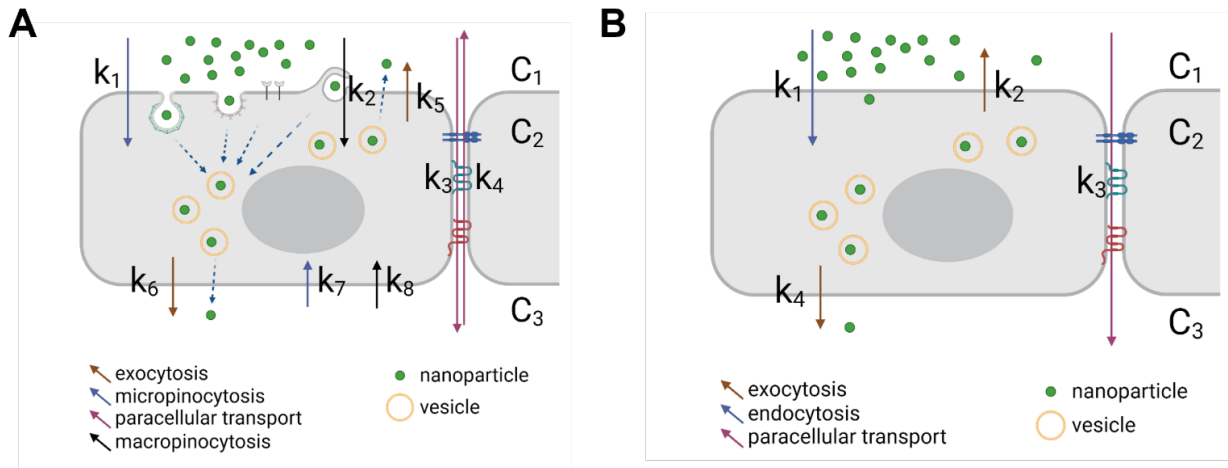 A
k1
k2
k5
C1
C2
k3
k4
k6
k7
k8
C3
exocytosis
micropinocytosis
paracellular transport
macropinocytosis
nanoparticle
vesicle
B
k1
k2
C1
C2
k3
k4
C3
exocytosis
endocytosis
paracellular transport
nanoparticle
vesicle